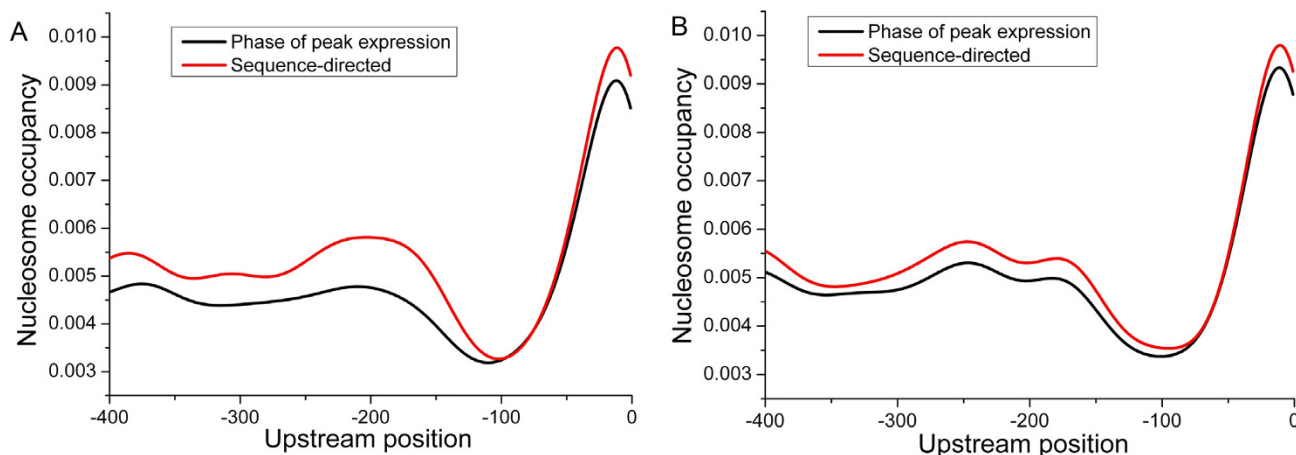 A
Phase of peak expression
Sequence-directed
Nucleosome occupancy
0.010
0.009
0.008
0.007
0.006
0.005
0.004
0.003
-400
-300
-200
-100
0
Upstream position
B
Phase of peak expression
Sequence-directed
Nucleosome occupancy
0.010
0.009
0.008
0.007
0.006
0.005
0.004
0.003
-400
-300
-200
-100
0
Upstream position